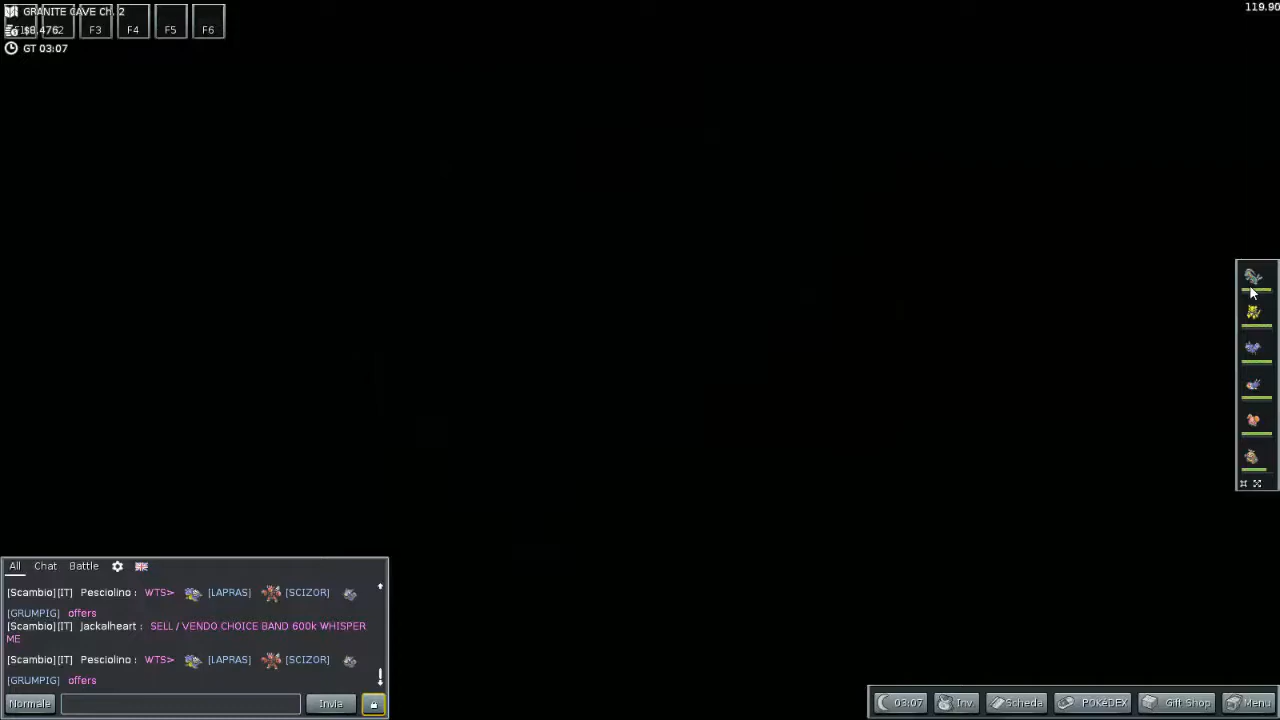 GRANITE CAVE Ch. 2
119.90
$8,476
F3 F4 F5 F6
GT 03:07
All Chat Battle
[Scambio][IT] Pesciolino : WTS> [LAPRAS] [SCIZOR]
[GRUMPIG] offers
[Scambio][IT] Jackalheart : SELL / VENDO CHOICE BAND 600k WHISPER
ME
[Scambio][IT] Pesciolino : WTS> [LAPRAS] [SCIZOR]
[GRUMPIG] offers
Normale Invia
03:07 Inv. Scheda POKéDEX Gift Shop Menu